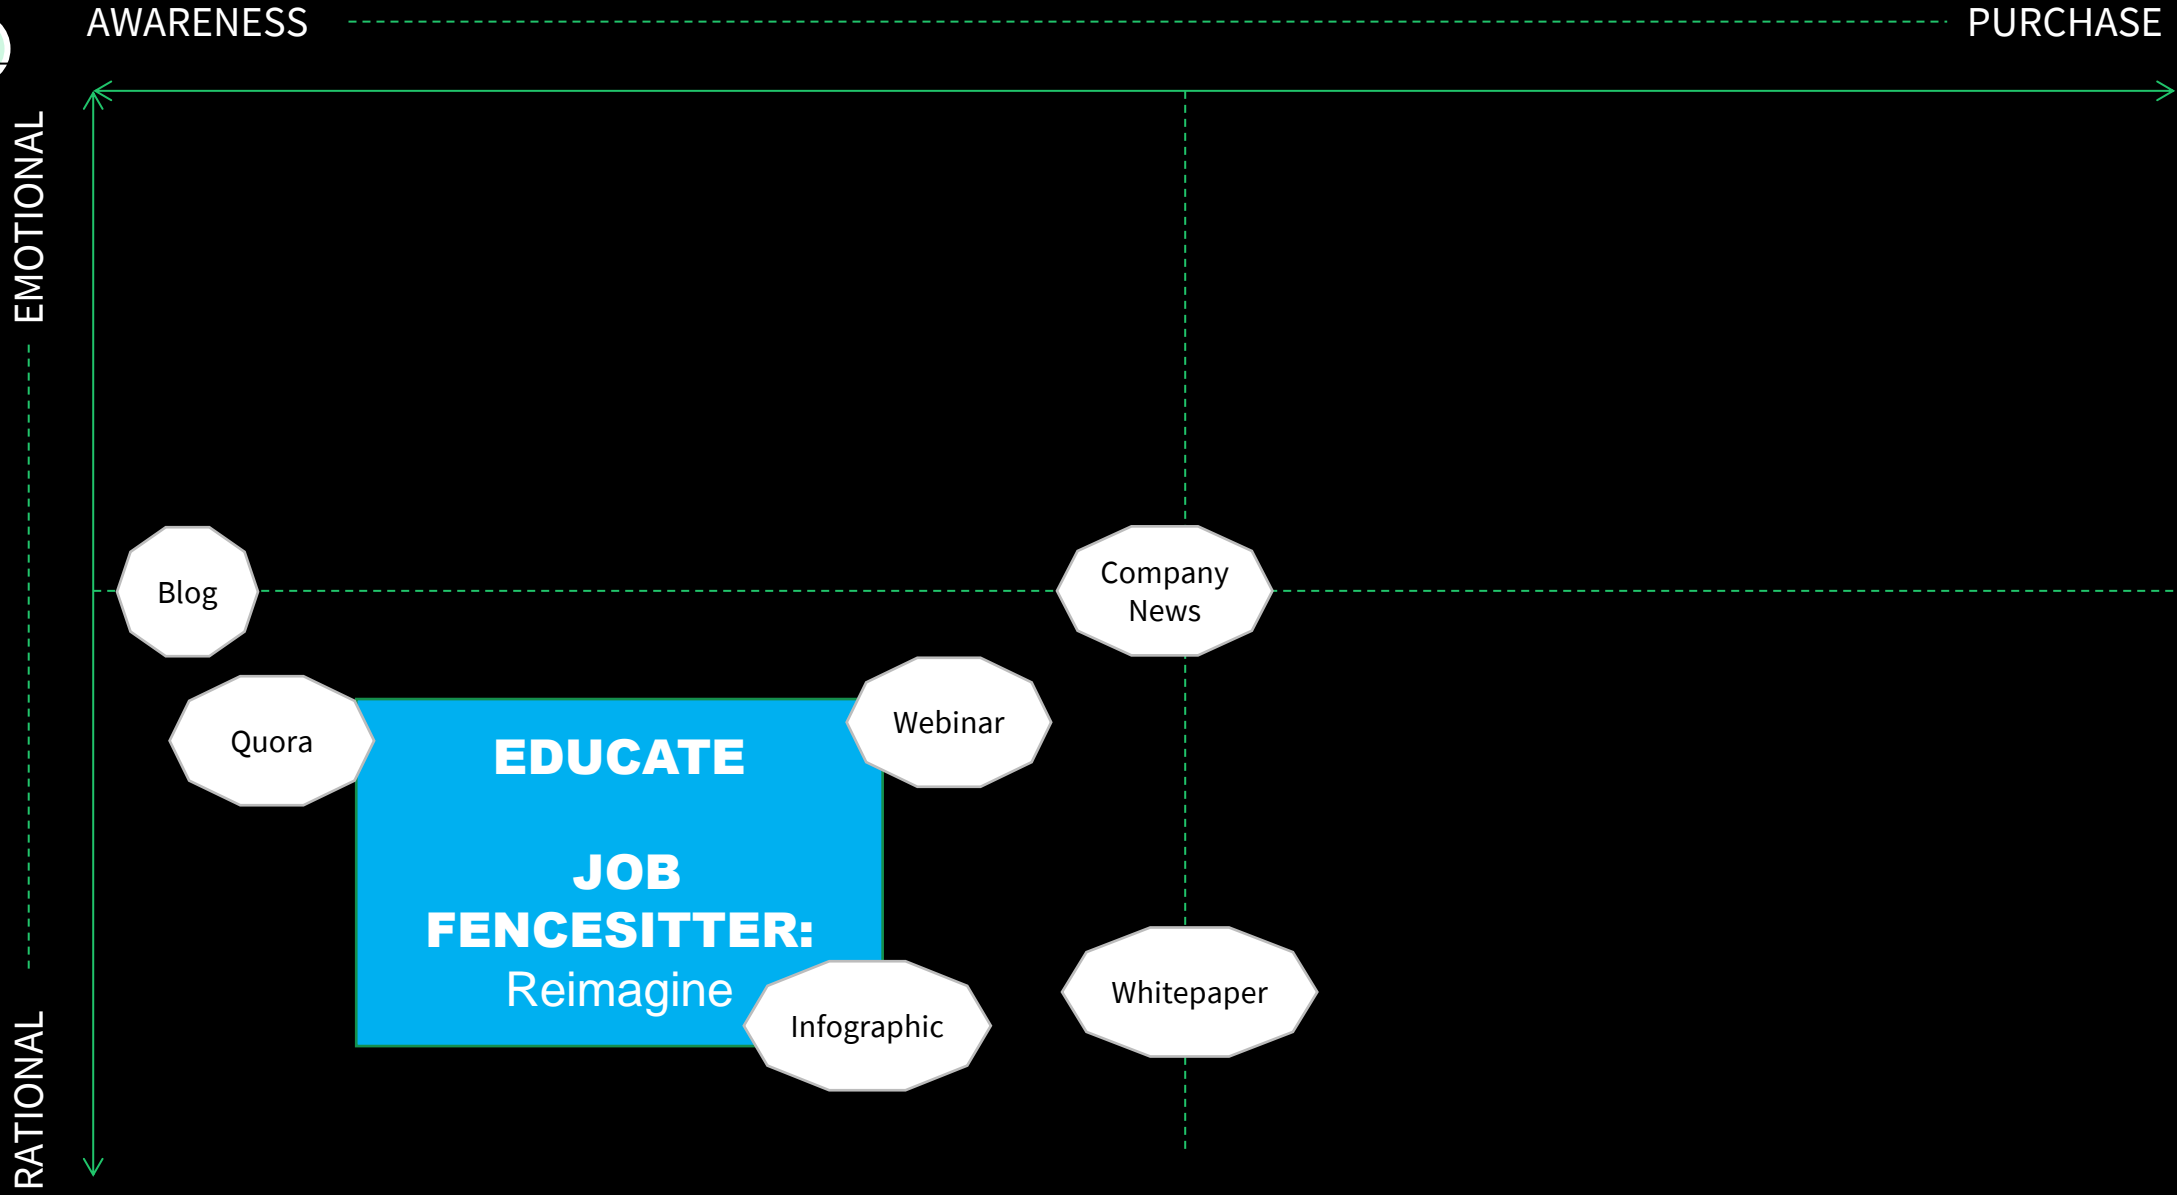 AWARENESS
PURCHASE
EMOTIONAL
RATIONAL
Blog
Company
News
Quora
Webinar
EDUCATE
JOB
FENCESITTER:
Reimagine
Infographic
Whitepaper